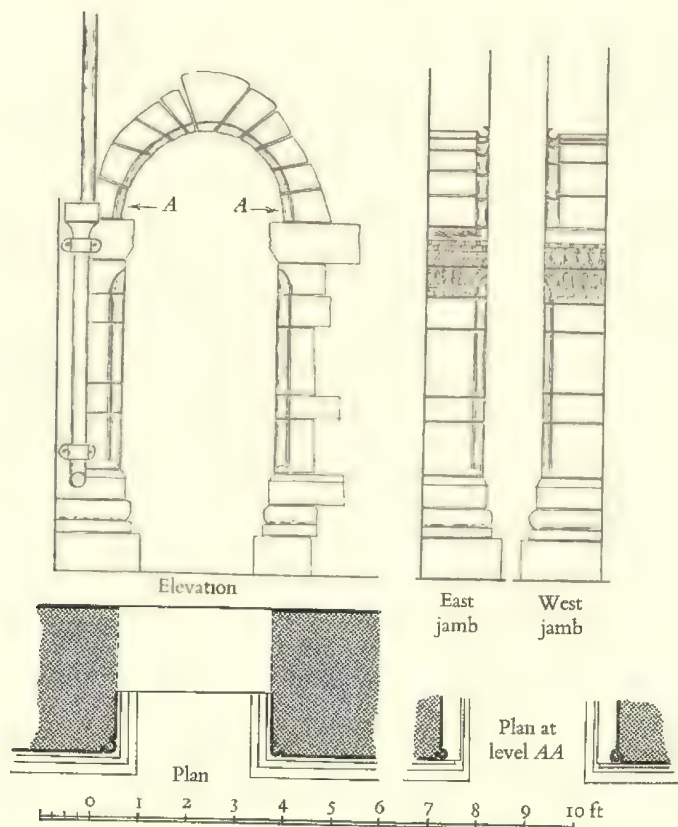 A A
Elevation
East
jamb
West
jamb
Plan
Plan at
level AA
0 1 2 3 4 5 6 7 8 9 10 ft